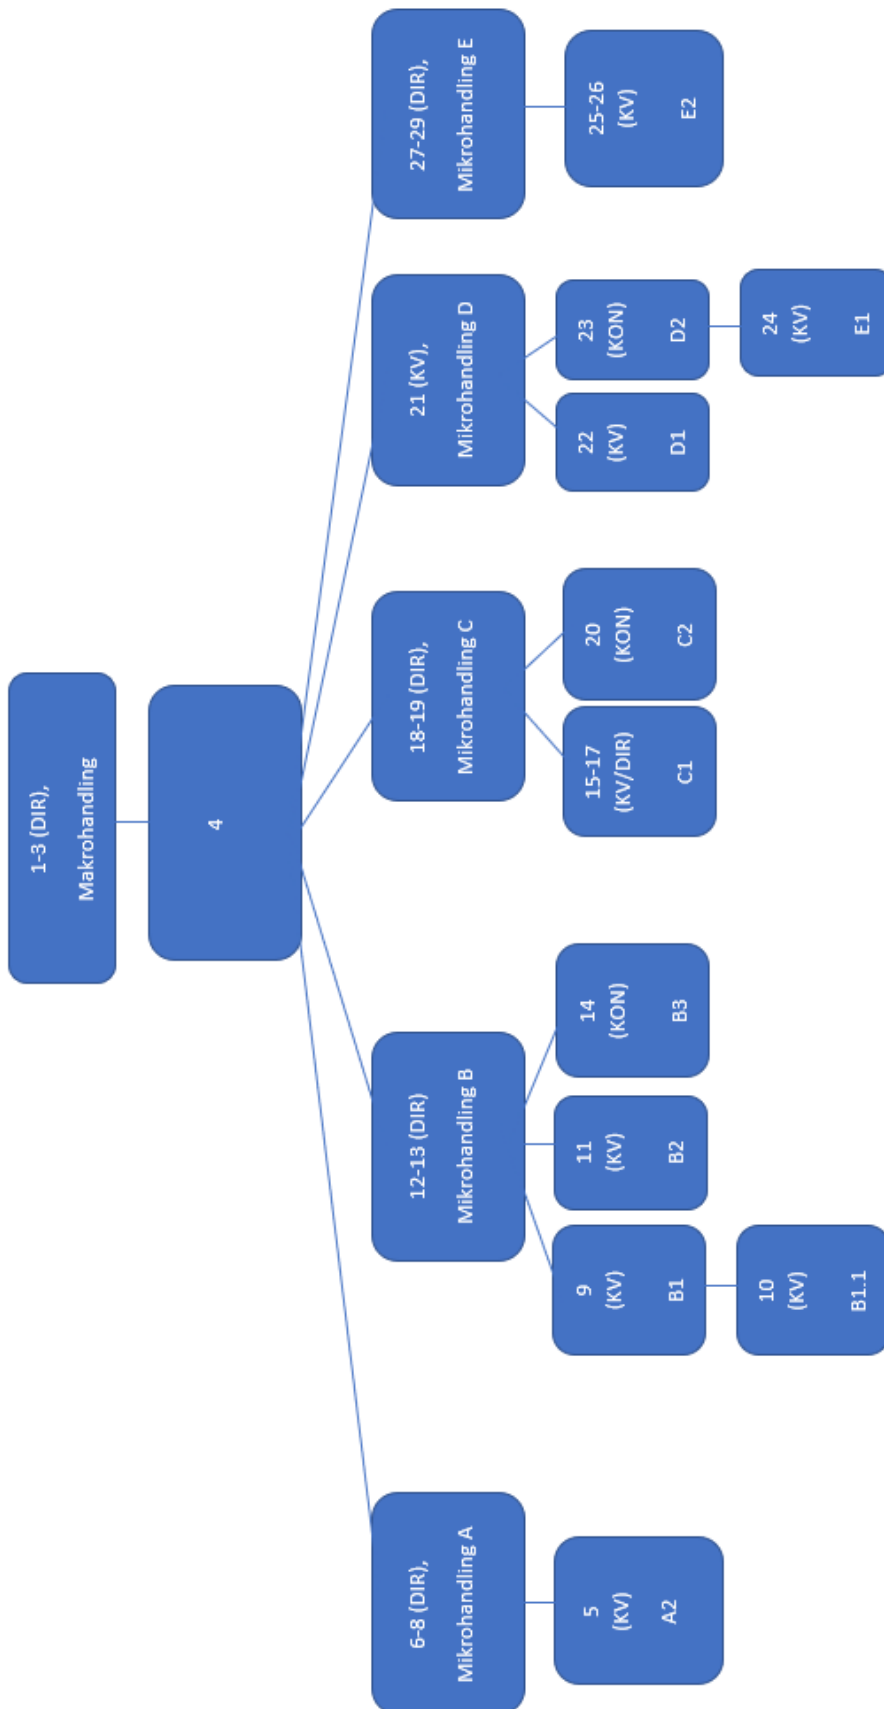 1-3 (DIR),
Makrohandling
4
6-8 (DIR),
Mikrohandling A
12-13 (DIR)
Mikrohandling B
18-19 (DIR),
Mikrohandling C
21 (KV),
Mikrohandling D
27-29 (DIR),
Mikrohandling E
5
(KV)
A2
9
(KV)
B1
11
(KV)
B2
14
(KON)
B3
15-17
(KV/DIR)
C1
20
(KON)
C2
22
(KV)
D1
23
(KON)
D2
25-26
(KV)
E2
10
(KV)
B1.1
24
(KV)
E1